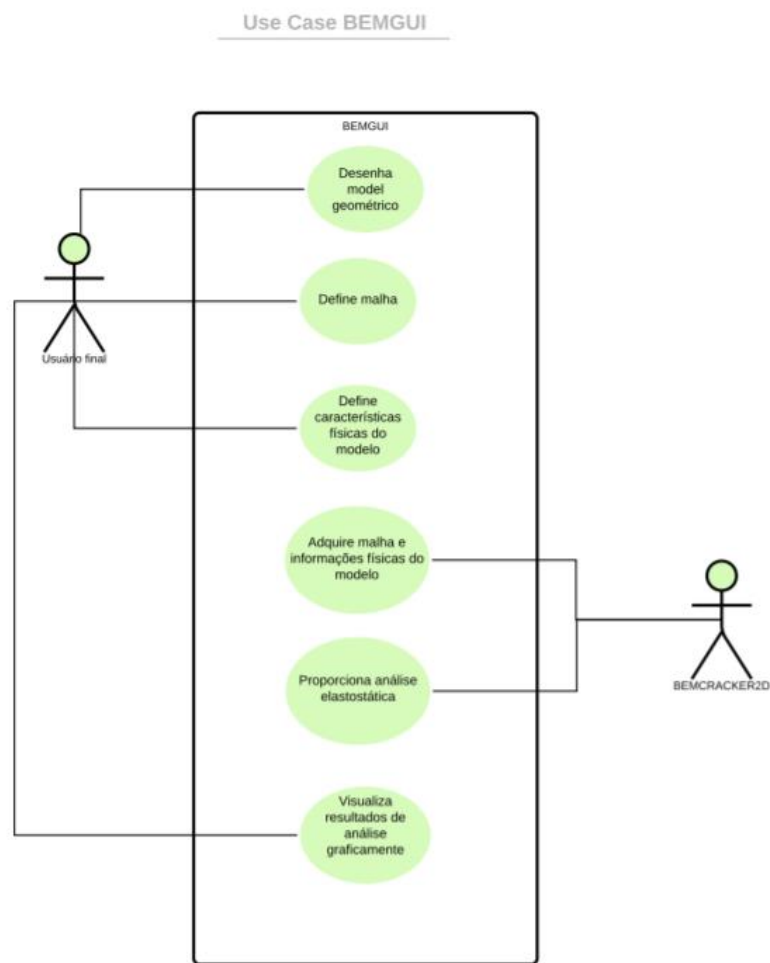 Use Case BEMGUI
BEMGUI
Desenha
model
geométrico
Define malha
Usuário final
Define
características
físicas do
modelo
Adquire malha e
informações físicas do
modelo
Proporciona análise
elastostática
BEMCRACKER2D
Visualiza
resultados de
análise
graficamente